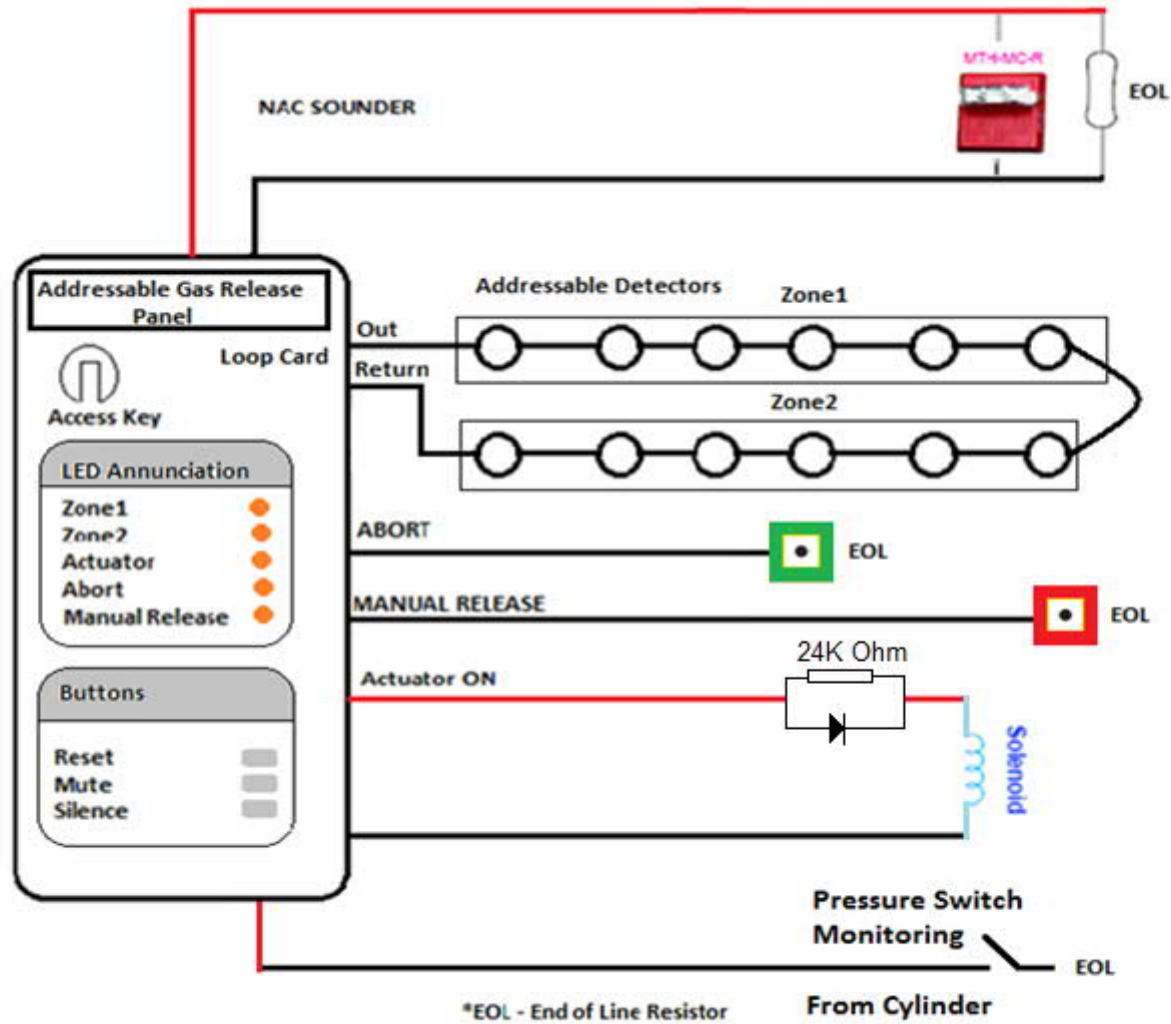 MTH-MC-R
EOL
NAC SOUNDER
Addressable Gas Release
Panel
Addressable Detectors
Zone1
Out
Loop Card
Return
Access Key
Zone2
LED Annunciation
Zone1
Zone2
Actuator
Abort
Manual Release
ABORT
EOL
MANUAL RELEASE
EOL
24K Ohm
Actuator ON
Solenoid
Buttons
Reset
Mute
Silence
Pressure Switch
Monitoring
EOL
From Cylinder
*EOL - End of Line Resistor